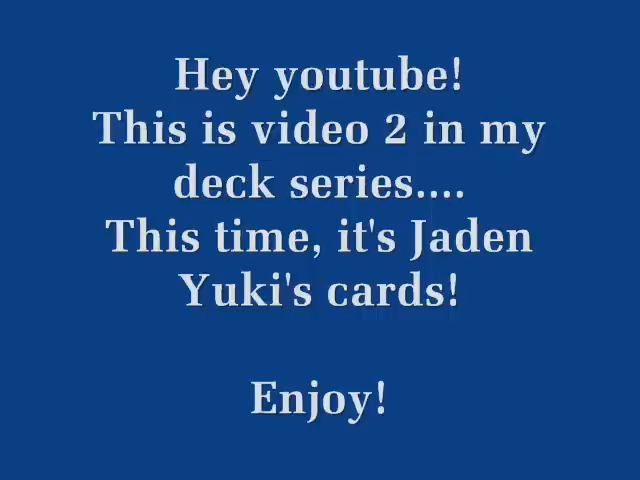 Hey youtube!
This is video 2 in my
deck series....
This time, it's Jaden
Yuki's cards!
Enjoy!